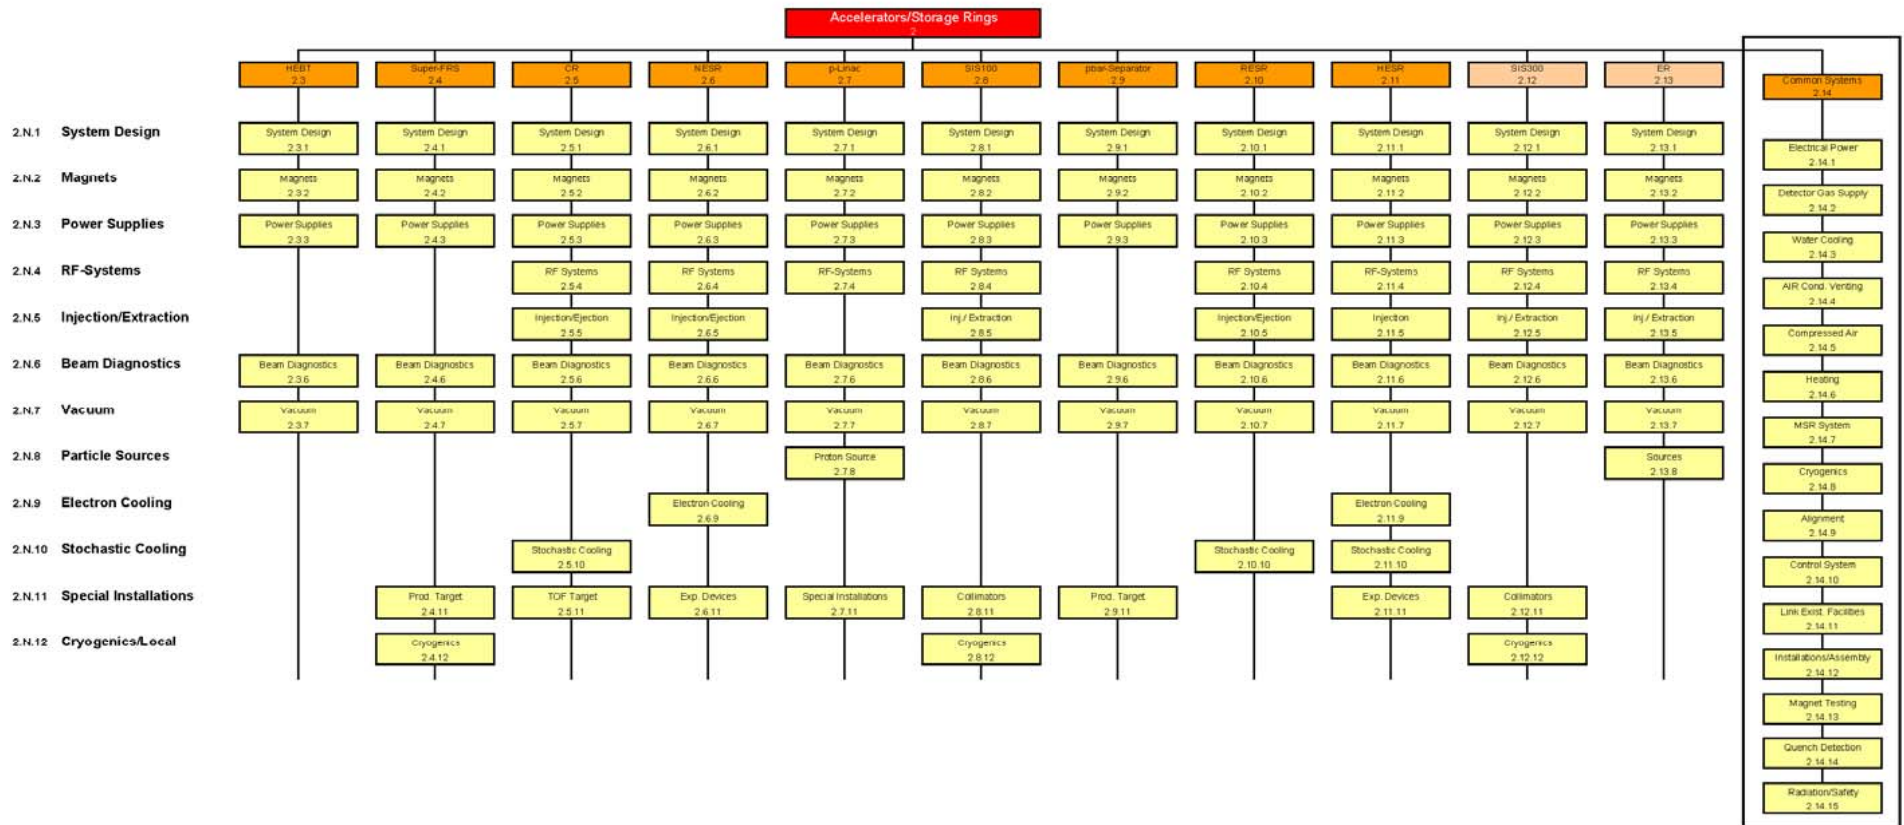 Accelerators/Storage Rings
2
HEBT
2.3
Super-FRS
2.4
CR
2.5
NESR
2.6
p-Linac
2.7
SIS100
2.8
pbar-Separator
2.9
RESR
2.10
HESR
2.11
SIS300
2.12
ER
2.13
Common Systems
2.14
2.N.1 System Design
System Design
2.3.1
System Design
2.4.1
System Design
2.5.1
System Design
2.6.1
System Design
2.7.1
System Design
2.8.1
System Design
2.9.1
System Design
2.10.1
System Design
2.11.1
System Design
2.12.1
System Design
2.13.1
2.N.2 Magnets
Magnets
2.3.2
Magnets
2.4.2
Magnets
2.5.2
Magnets
2.6.2
Magnets
2.7.2
Magnets
2.8.2
Magnets
2.9.2
Magnets
2.10.2
Magnets
2.11.2
Magnets
2.12.2
Magnets
2.13.2
2.N.3 Power Supplies
Power Supplies
2.3.3
Power Supplies
2.4.3
Power Supplies
2.5.3
Power Supplies
2.6.3
Power Supplies
2.7.3
Power Supplies
2.8.3
Power Supplies
2.9.3
Power Supplies
2.10.3
Power Supplies
2.11.3
Power Supplies
2.12.3
Power Supplies
2.13.3
2.N.4 RF-Systems
RF Systems
2.5.4
RF Systems
2.6.4
RF-Systems
2.7.4
RF Systems
2.8.4
RF Systems
2.10.4
RF-Systems
2.11.4
RF Systems
2.12.4
RF Systems
2.13.4
2.N.5 Injection/Extraction
Injection/Ejection
2.5.5
Injection/Ejection
2.6.5
Inj./ Extraction
2.8.5
Injection/Ejection
2.10.5
Injection
2.11.5
Inj./ Extraction
2.12.5
Inj./ Extraction
2.13.5
2.N.6 Beam Diagnostics
Beam Diagnostics
2.3.6
Beam Diagnostics
2.4.6
Beam Diagnostics
2.5.6
Beam Diagnostics
2.6.6
Beam Diagnostics
2.7.6
Beam Diagnostics
2.8.6
Beam Diagnostics
2.9.6
Beam Diagnostics
2.10.6
Beam Diagnostics
2.11.6
Beam Diagnostics
2.12.6
Beam Diagnostics
2.13.6
2.N.7 Vacuum
Vacuum
2.3.7
Vacuum
2.4.7
Vacuum
2.5.7
Vacuum
2.6.7
Vacuum
2.7.7
Vacuum
2.8.7
Vacuum
2.9.7
Vacuum
2.10.7
Vacuum
2.11.7
Vacuum
2.12.7
Vacuum
2.13.7
2.N.8 Particle Sources
Proton Source
2.7.8
Sources
2.13.8
2.N.9 Electron Cooling
Electron Cooling
2.6.9
Electron Cooling
2.11.9
2.N.10 Stochastic Cooling
Stochastic Cooling
2.5.10
Stochastic Cooling
2.10.10
Stochastic Cooling
2.11.10
2.N.11 Special Installations
Prod. Target
2.4.11
TOF Target
2.5.11
Exp. Devices
2.6.11
Special Installations
2.7.11
Collimators
2.8.11
Prod. Target
2.9.11
Exp. Devices
2.11.11
Collimators
2.12.11
2.N.12 Cryogenics/Local
Cryogenics
2.4.12
Cryogenics
2.8.12
Cryogenics
2.12.12
Electrical Power
2.14.1
Detector Gas Supply
2.14.2
Water Cooling
2.14.3
AIR Cond. Venting
2.14.4
Compressed Air
2.14.5
Heating
2.14.6
MSR System
2.14.7
Cryogenics
2.14.8
Alignment
2.14.9
Control System
2.14.10
Link Exist. Facilities
2.14.11
Installations/Assembly
2.14.12
Magnet Testing
2.14.13
Quench Detection
2.14.14
Radiation/Safety
2.14.15